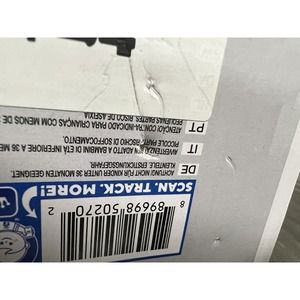 SCAN. TRACK. MORE!
8 89698 50270 2
DE
ACHTUNG! NICHT FÜR KINDER UNTER 36 MONATEN GEEIGNET.
KLEINTEILE. ERSTICKUNGSGEFAHR.
IT
AVVERTENZA! NON ADATTO A BAMBINI DI ETÀ INFERIORE A 36 ME
PICCOLE PARTI. RISCHIO DI SOFFOCAMENTO.
PT
ATENÇÃO! CONTRA-INDICADO PARA CRIANÇAS COM MENOS DE 3
PEQUENAS PARTES. RISCO DE ASFIXIA